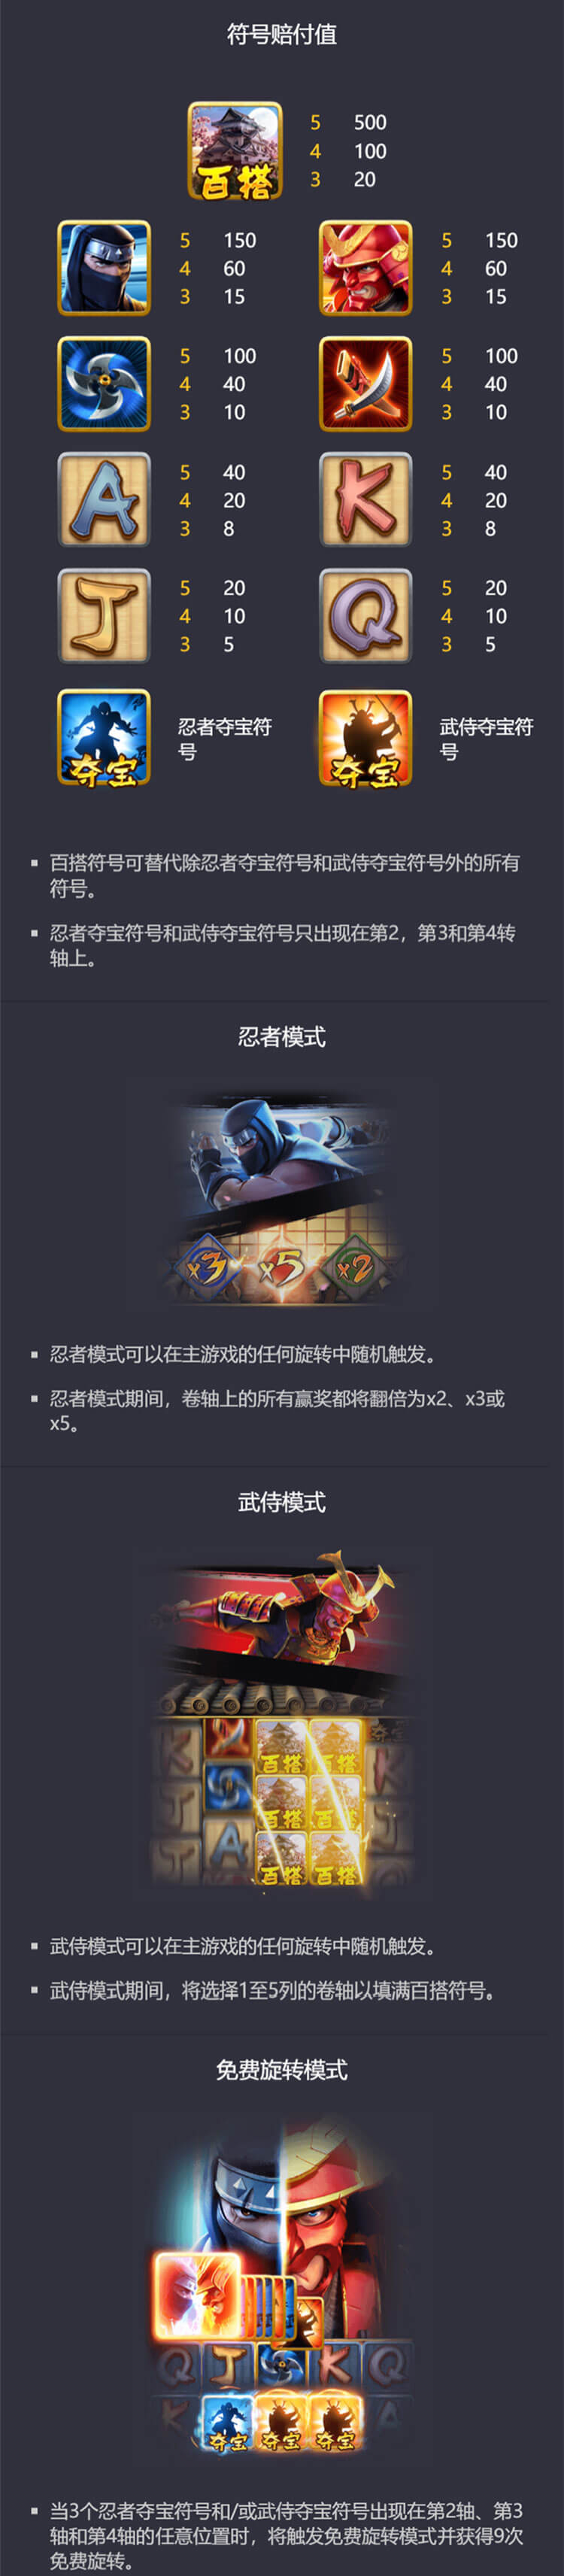 符号赔付值
百搭
5 500
4 100
3 20
5 150
4 60
3 15
5 150
4 60
3 15
5 100
4 40
3 10
5 100
4 40
3 10
A
5 40
4 20
3 8
K
5 40
4 20
3 8
J
5 20
4 10
3 5
Q
5 20
4 10
3 5
夺宝
忍者夺宝符
号
夺宝
武侍夺宝符
号
▪ 百搭符号可替代除忍者夺宝符号和武侍夺宝符号外的所有
符号。
▪ 忍者夺宝符号和武侍夺宝符号只出现在第2，第3和第4转
轴上。
忍者模式
x3 x5 x2
▪ 忍者模式可以在主游戏的任何旋转中随机触发。
▪ 忍者模式期间，卷轴上的所有赢奖都将翻倍为x2、x3或
x5。
武侍模式
K 百搭 百搭 夺宝
J 百搭 百搭 K
J A 百搭 百搭 J
▪ 武侍模式可以在主游戏的任何旋转中随机触发。
▪ 武侍模式期间，将选择1至5列的卷轴以填满百搭符号。
免费旋转模式
Q J K Q
K 夺宝 夺宝 夺宝 A
▪ 当3个忍者夺宝符号和/或武侍夺宝符号出现在第2轴、第3
轴和第4轴的任意位置时，将触发免费旋转模式并获得9次
免费旋转。